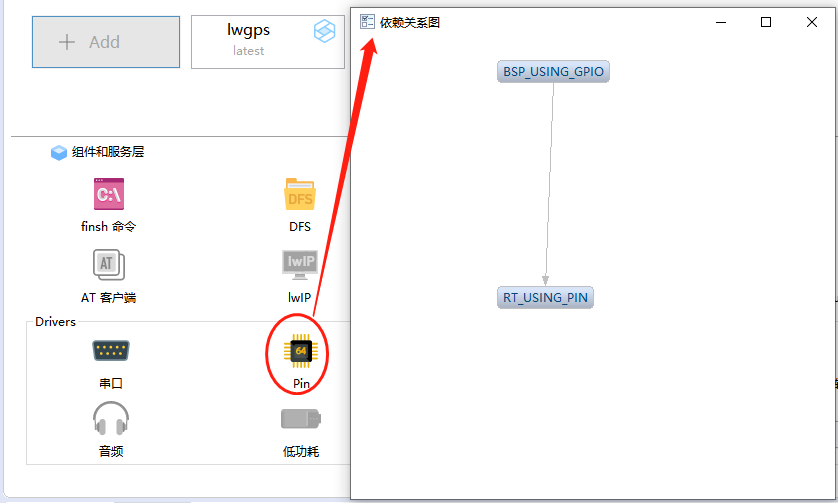 Add
lwgps
latest
依赖关系图
BSP_USING_GPIO
RT_USING_PIN
组件和服务层
C:\
DFS
finsh 命令
DFS
AT
lwIP
AT 客户端
lwIP
Drivers
64
串口
Pin
音频
低功耗